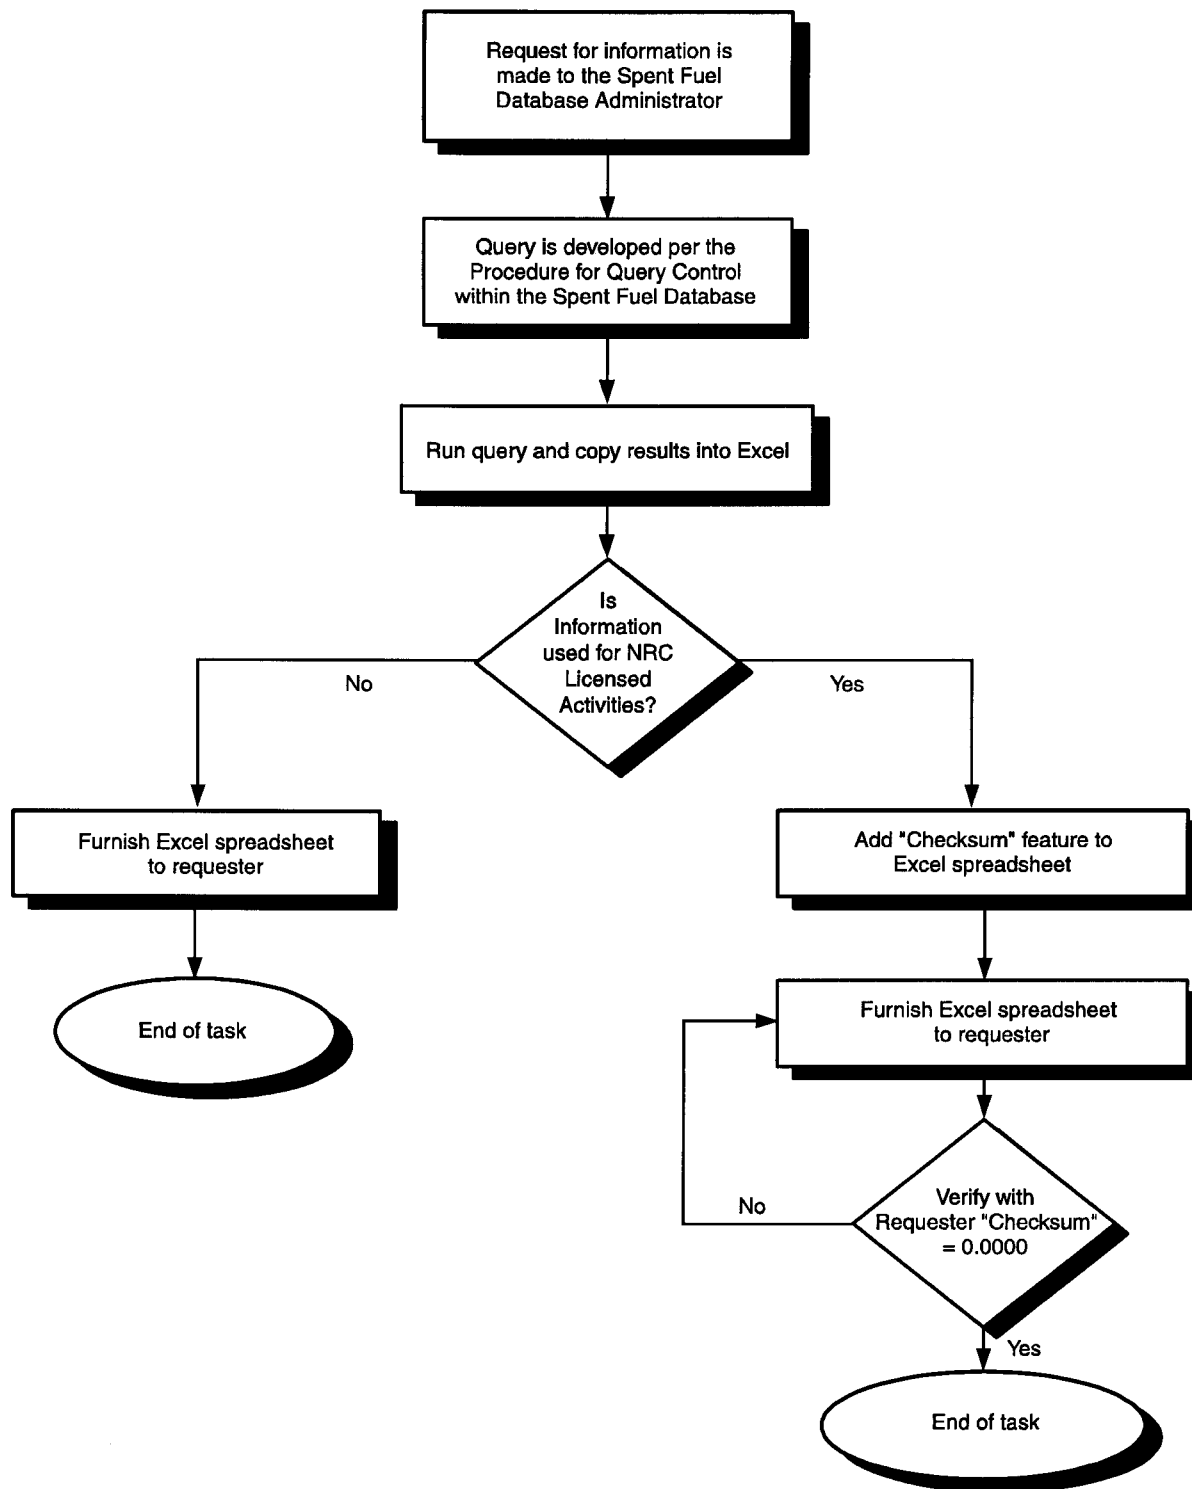 Request for information is
made to the Spent Fuel
Database Administrator
Query is developed per the
Procedure for Query Control
within the Spent Fuel Database
Run query and copy results into Excel
Is
Information
used for NRC
Licensed
Activities?
No
Yes
Furnish Excel spreadsheet
to requester
Add "Checksum" feature to
Excel spreadsheet
End of task
Furnish Excel spreadsheet
to requester
No
Verify with
Requester "Checksum"
= 0.0000
Yes
End of task